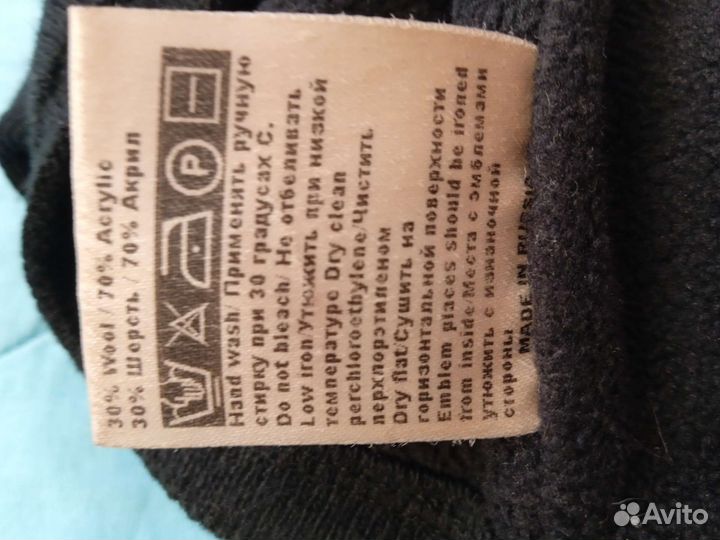 30% Wool / 70% Acrylic
30% Шерсть / 70% Акрил
P
Hand wash/ Применять ручную
стирку при 30 градусах С.
Do not bleach/ Не отбеливать
Low iron/Утюжить при низкой
температуре Dry clean
perchloroethylene/Чистить
перхлорэтиленом
Dry flat/Сушить на
горизонтальной поверхности
Emblem places should be ironed
from inside/Места с эмблемами
утюжить с изнаночной
стороны
MADE IN RUSSIA
Avito